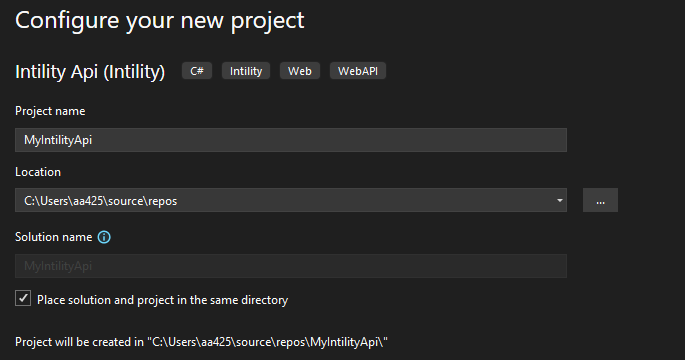 Configure your new project
Intility Api (Intility) C# Intility Web WebAPI
Project name
MyIntilityApi
Location
C:\Users\aa425\source\repos
...
Solution name
MyIntilityApi
Place solution and project in the same directory
Project will be created in "C:\Users\aa425\source\repos\MyIntilityApi\"